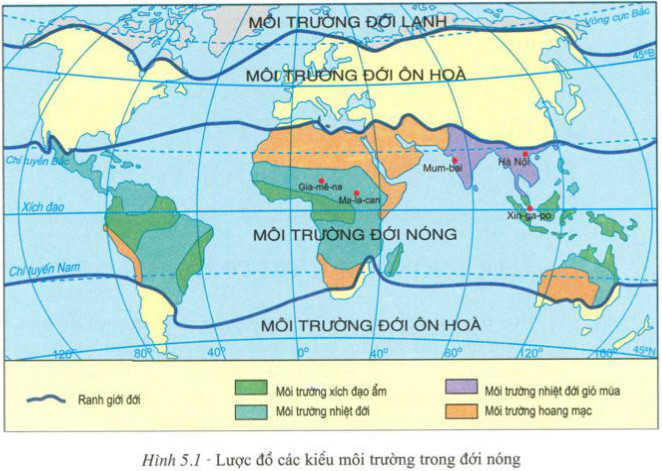 MÔI TRƯỜNG ĐỚI LẠNH
Vòng cực Bắc
45°B
MÔI TRƯỜNG ĐỚI ÔN HOÀ
Chí tuyến Bắc
Mum-bai
Hà Nội
Gia-mê-na
Ma-la-can
Xích đạo
Xin-ga-po
MÔI TRƯỜNG ĐỚI NÓNG
Chí tuyến Nam
MÔI TRƯỜNG ĐỚI ÔN HOÀ
120° 80° 40° 0° 40° 80° 120° 160° 45°N
Ranh giới đới
Môi trường xích đạo ẩm
Môi trường nhiệt đới
Môi trường nhiệt đới gió mùa
Môi trường hoang mạc
Hình 5.1 - Lược đồ các kiểu môi trường trong đới nóng